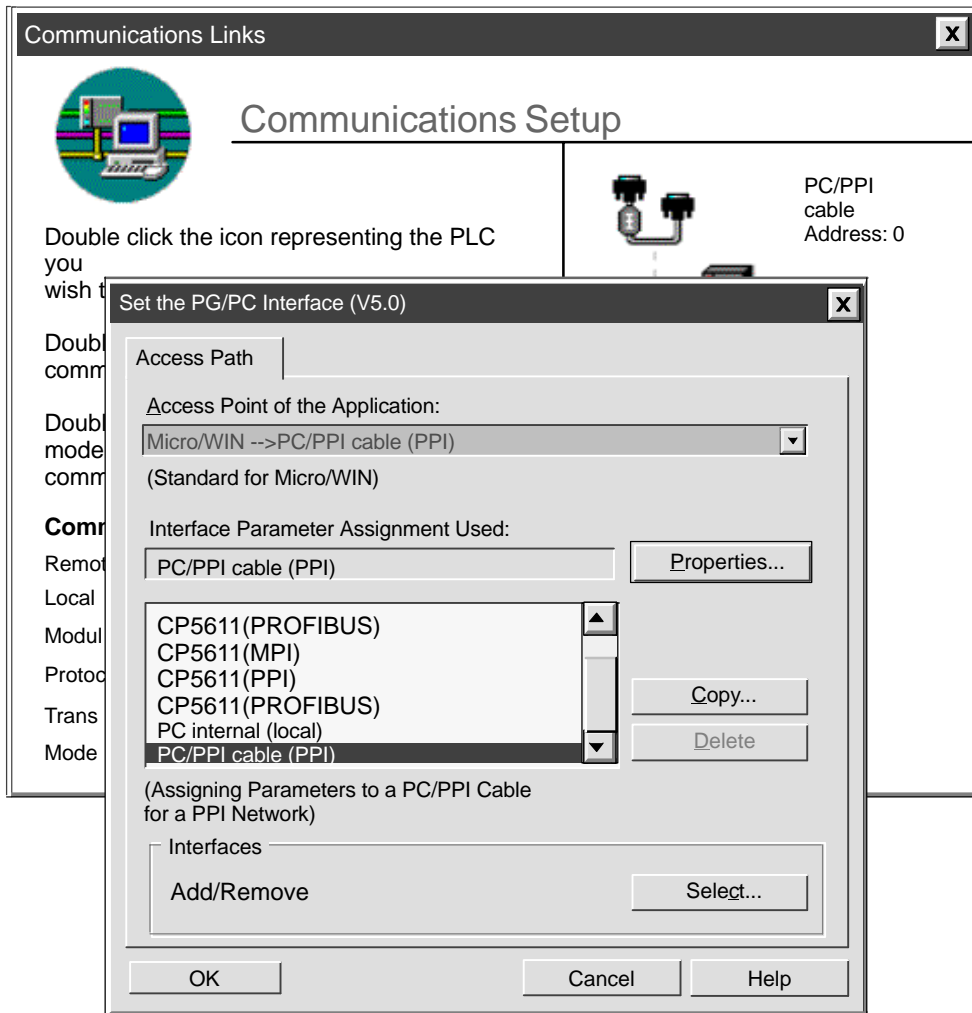 Communications Links
Communications Setup
PC/PPI
cable
Address: 0
Double click the icon representing the PLC
you
wish t
Doubl
comm
Doubl
mode
comm
Comm
Remot
Local
Modul
Protoc
Trans
Mode
Set the PG/PC Interface (V5.0)
Access Path
Access Point of the Application:
Micro/WIN -->PC/PPI cable (PPI)
(Standard for Micro/WIN)
Interface Parameter Assignment Used:
PC/PPI cable (PPI)
Properties...
CP5611(PROFIBUS)
CP5611(MPI)
CP5611(PPI)
CP5611(PROFIBUS)
PC internal (local)
PC/PPI cable (PPI)
Copy...
Delete
(Assigning Parameters to a PC/PPI Cable
for a PPI Network)
Interfaces
Add/Remove
Select...
OK
Cancel
Help